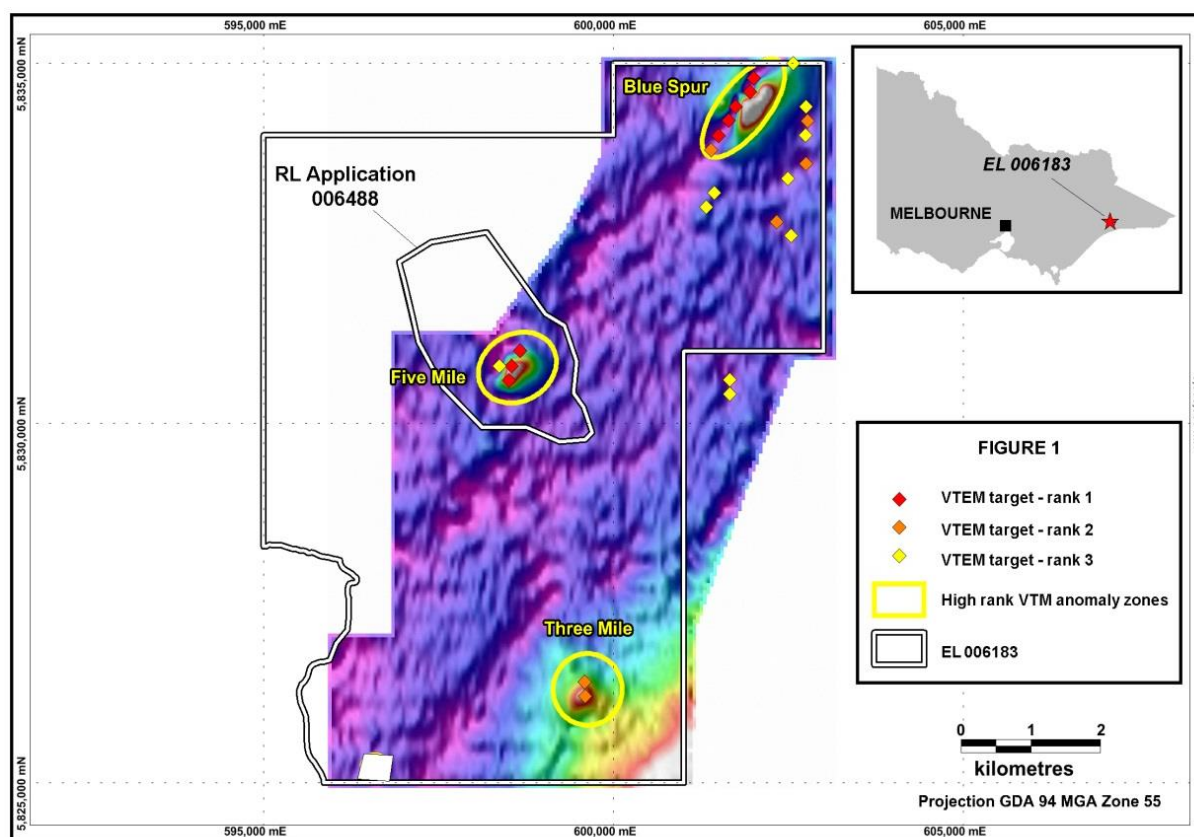 595,000 mE
600,000 mE
605,000 mE
5,835,000 mN
Blue Spur
RL Application
006488
EL 006183
MELBOURNE
Five Mile
5,830,000 mN
FIGURE 1
VTEM target - rank 1
VTEM target - rank 2
VTEM target - rank 3
High rank VTM anomaly zones
EL 006183
Three Mile
0 1 2
kilometres
5,825,000 mN
Projection GDA 94 MGA Zone 55
595,000 mE
600,000 mE
605,000 mE